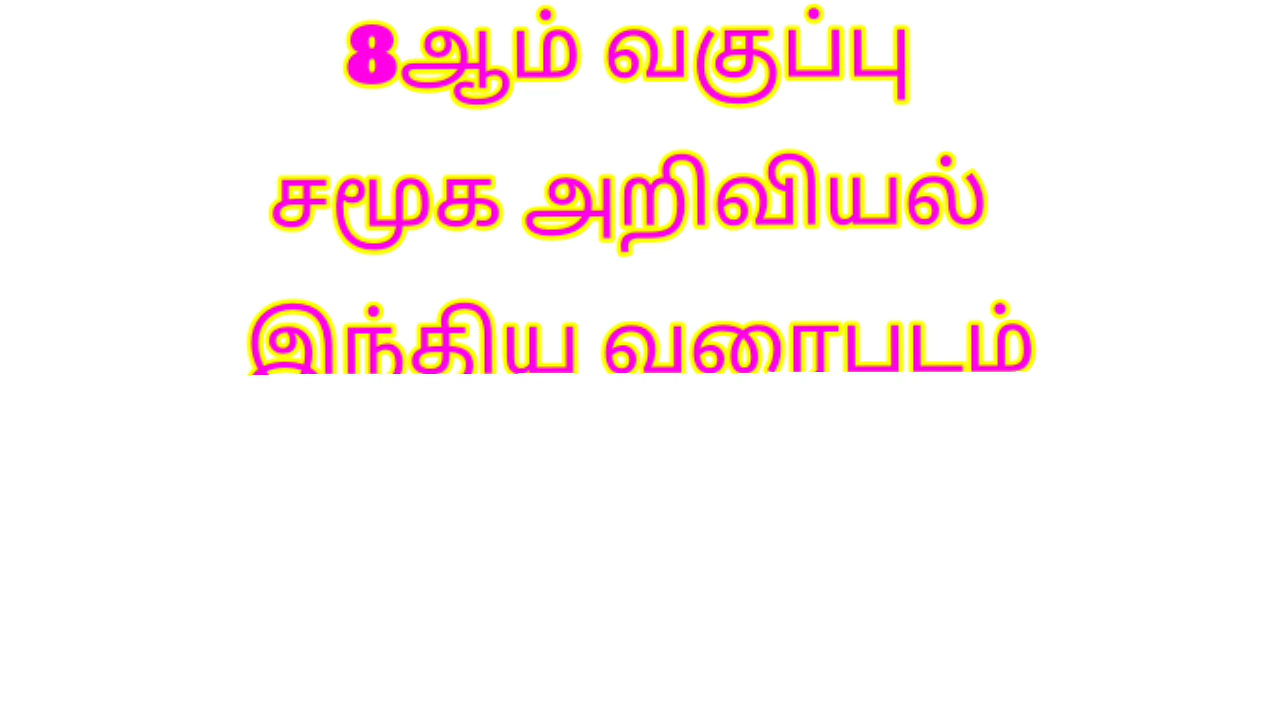 8ஆம் வகுப்பு
சமூக அறிவியல்
இந்திய வரைபடம்